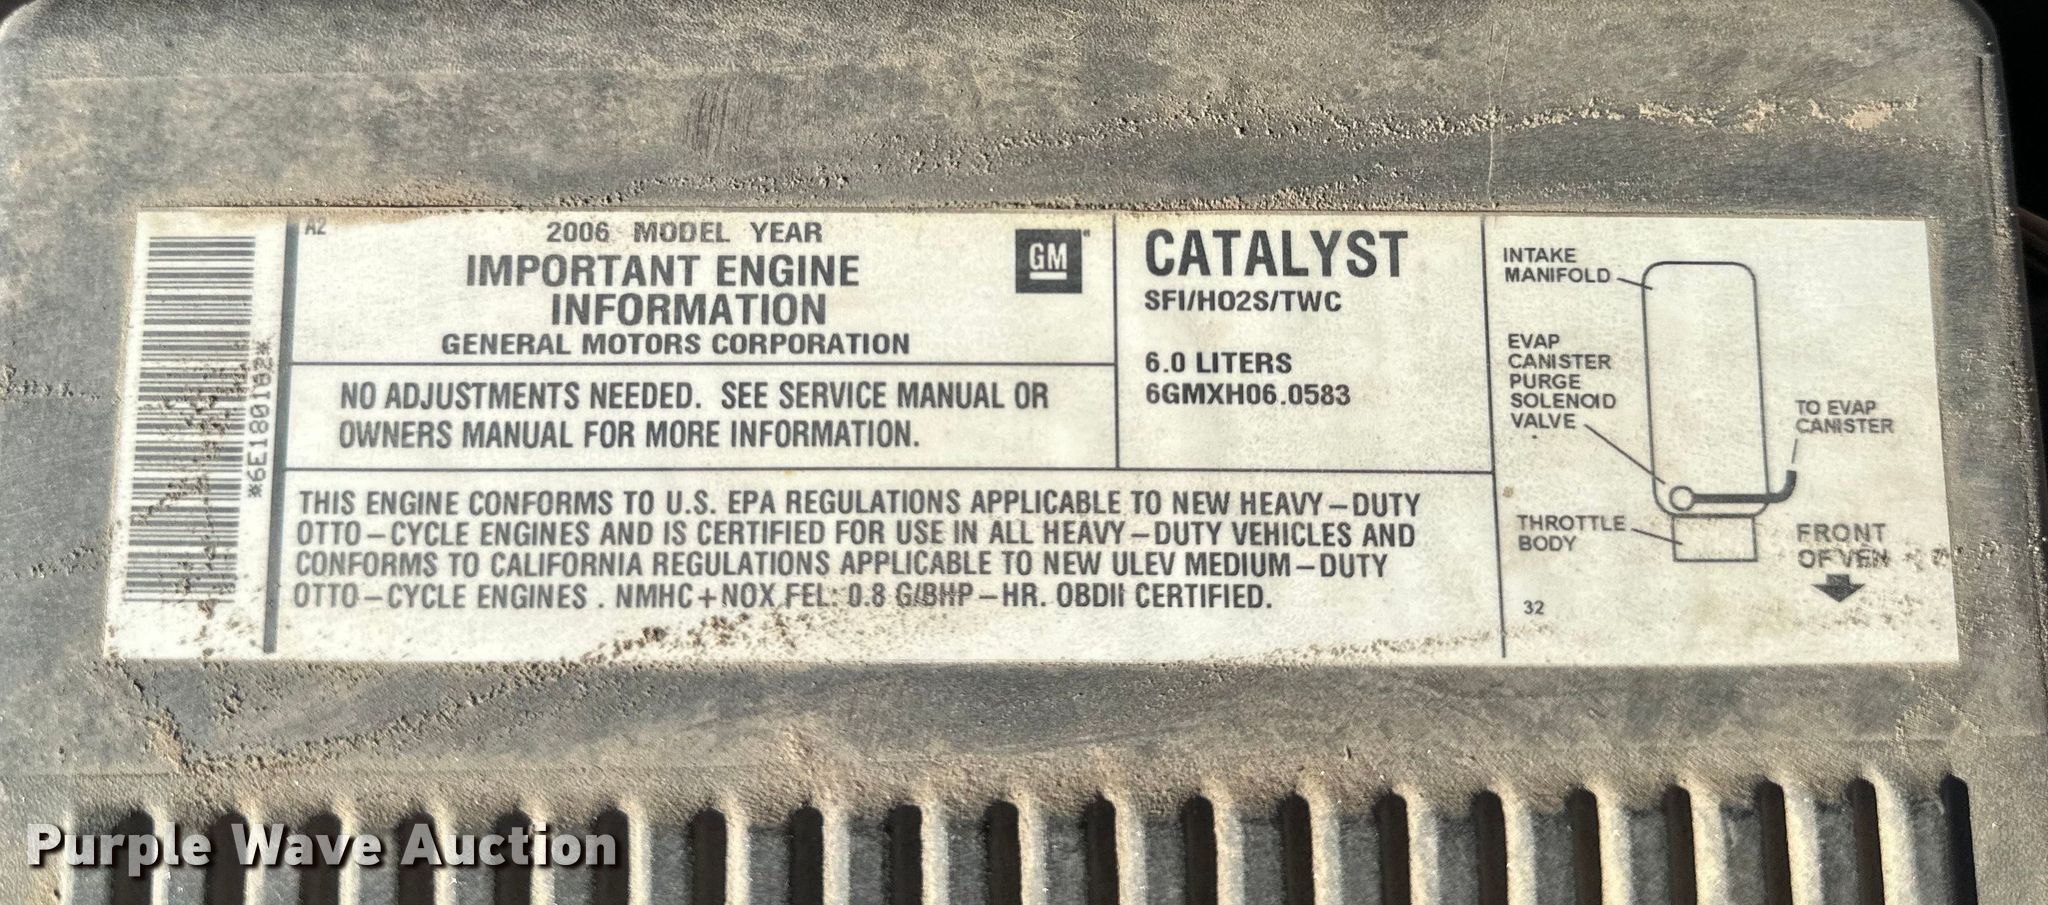 *6E180102*
A2
2006 MODEL YEAR
IMPORTANT ENGINE
INFORMATION
GENERAL MOTORS CORPORATION
GM
NO ADJUSTMENTS NEEDED. SEE SERVICE MANUAL OR
OWNERS MANUAL FOR MORE INFORMATION.
CATALYST
SFI/HO2S/TWC
6.0 LITERS
6GMXH06.0583
THIS ENGINE CONFORMS TO U.S. EPA REGULATIONS APPLICABLE TO NEW HEAVY-DUTY
OTTO-CYCLE ENGINES AND IS CERTIFIED FOR USE IN ALL HEAVY-DUTY VEHICLES AND
CONFORMS TO CALIFORNIA REGULATIONS APPLICABLE TO NEW ULEV MEDIUM-DUTY
OTTO-CYCLE ENGINES . NMHC+NOX FEL: 0.8 G/BHP-HR. OBDII CERTIFIED.
INTAKE
MANIFOLD
EVAP
CANISTER
PURGE
SOLENOID
VALVE
TO EVAP
CANISTER
THROTTLE
BODY
FRONT
OF VEH
32
Purple Wave Auction